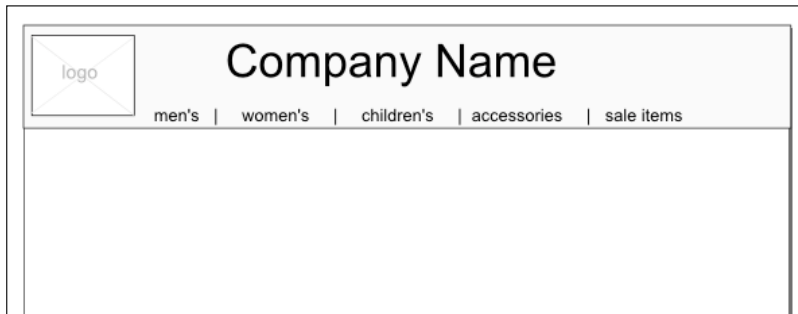 Company Name
logo
men's | women's | children's | accessories | sale items